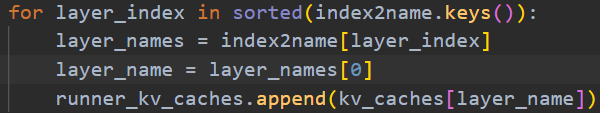 for layer_index in sorted(index2name.keys()):
    layer_names = index2name[layer_index]
    layer_name = layer_names[0]
    runner_kv_caches.append(kv_caches[layer_name])